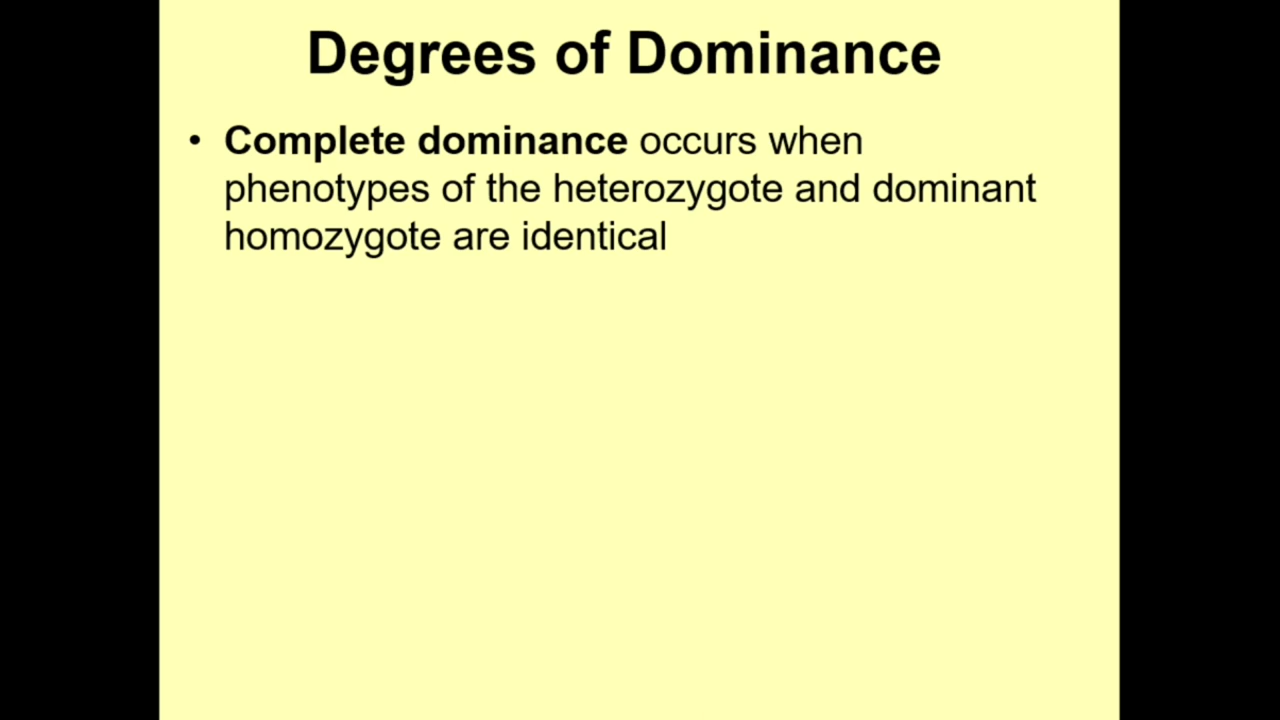 Degrees of Dominance
• Complete dominance occurs when
phenotypes of the heterozygote and dominant
homozygote are identical